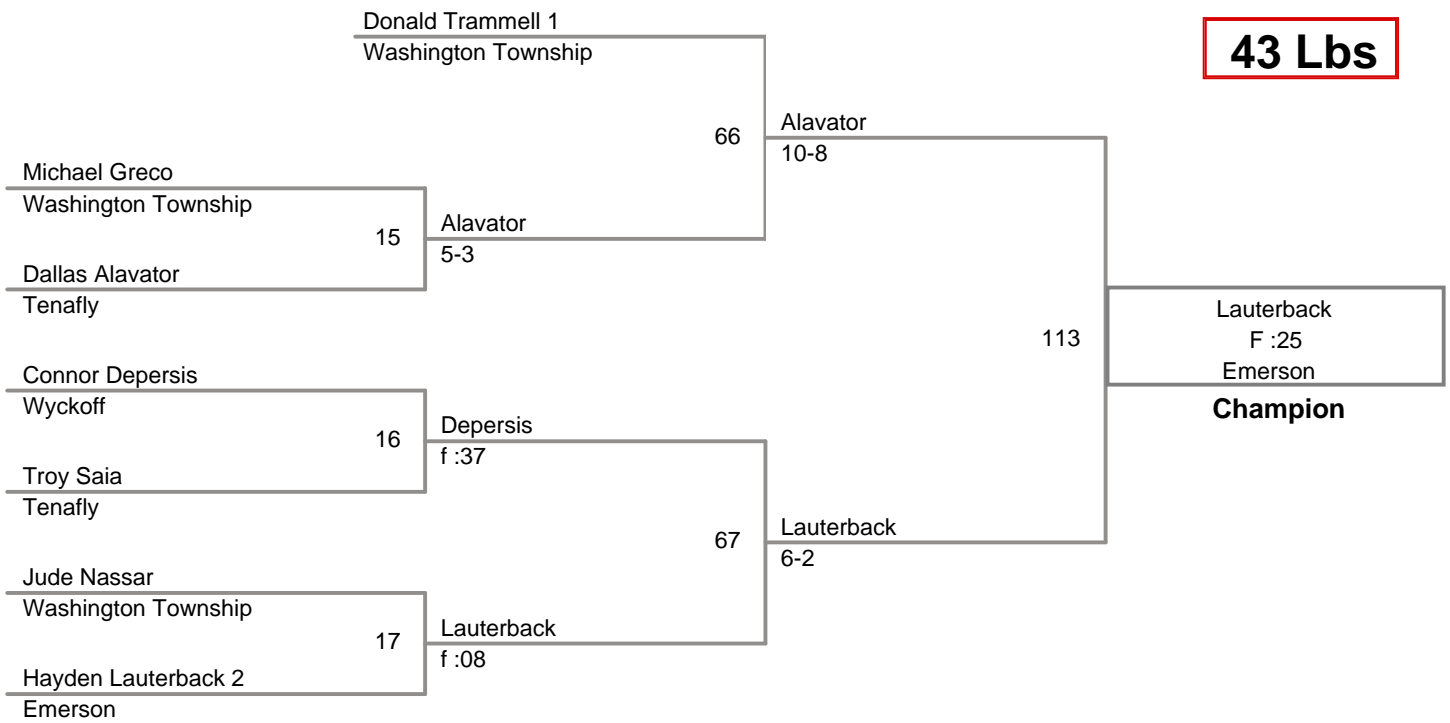 Donald Trammell 1
Washington Township
43 Lbs
66
Alavator
10-8
Michael Greco
Washington Township
15
Alavator
5-3
Dallas Alavator
Tenafly
113
Lauterback
F :25
Emerson
Champion
Connor Depersis
Wyckoff
16
Depersis
f :37
Troy Saia
Tenafly
67
Lauterback
6-2
Jude Nassar
Washington Township
17
Lauterback
f :08
Hayden Lauterback 2
Emerson